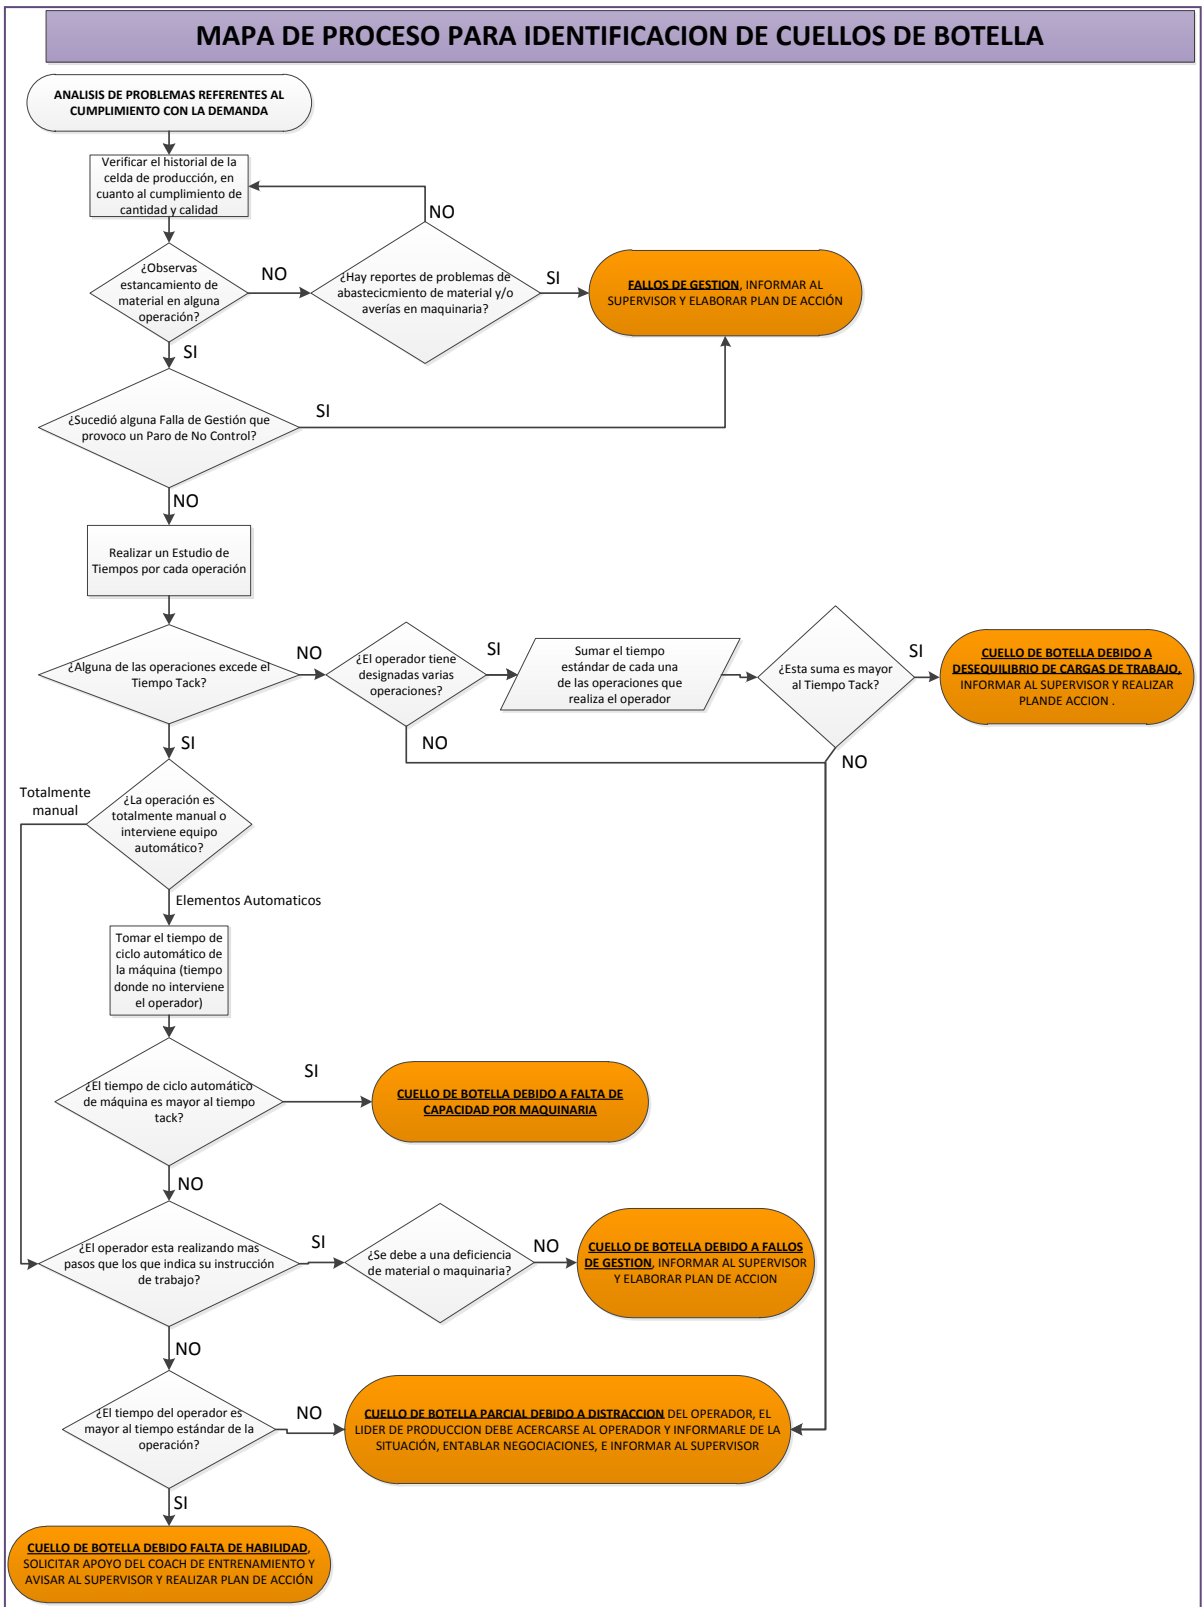 MAPA DE PROCESO PARA IDENTIFICACION DE CUELLOS DE BOTELLA
ANALISIS DE PROBLEMAS REFERENTES AL
CUMPLIMIENTO CON LA DEMANDA
Verificar el historial de la
celda de producción, en
cuanto al cumplimiento de
cantidad y calidad
NO
¿Observas
estancamiento de
material en alguna
operación?
NO
¿Hay reportes de problemas de
abastecicmiento de material y/o
averías en maquinaria?
SI
FALLOS DE GESTION, INFORMAR AL
SUPERVISOR Y ELABORAR PLAN DE ACCIÓN
SI
¿Sucedió alguna Falla de Gestión que
provoco un Paro de No Control?
SI
NO
Realizar un Estudio de
Tiempos por cada operación
¿Alguna de las operaciones excede el
Tiempo Tack?
NO
¿El operador tiene
designadas varias
operaciones?
SI
Sumar el tiempo
estándar de cada una
de las operaciones que
realiza el operador
¿Esta suma es mayor
al Tiempo Tack?
SI
CUELLO DE BOTELLA DEBIDO A
DESEQUILIBRIO DE CARGAS DE TRABAJO,
INFORMAR AL SUPERVISOR Y REALIZAR
PLANDE ACCION .
SI
NO
NO
Totalmente
manual
¿La operación es
totalmente manual o
interviene equipo
automático?
Elementos Automaticos
Tomar el tiempo de
ciclo automático de
la máquina (tiempo
donde no interviene
el operador)
¿El tiempo de ciclo automático
de máquina es mayor al tiempo
tack?
SI
CUELLO DE BOTELLA DEBIDO A FALTA DE
CAPACIDAD POR MAQUINARIA
NO
¿El operador esta realizando mas
pasos que los que indica su instrucción
de trabajo?
SI
¿Se debe a una deficiencia
de material o maquinaria?
NO
CUELLO DE BOTELLA DEBIDO A FALLOS
DE GESTION, INFORMAR AL SUPERVISOR
Y ELABORAR PLAN DE ACCION
NO
¿El tiempo del operador es
mayor al tiempo estándar de la
operación?
NO
CUELLO DE BOTELLA PARCIAL DEBIDO A DISTRACCION DEL OPERADOR, EL
LIDER DE PRODUCCION DEBE ACERCARSE AL OPERADOR Y INFORMARLE DE LA
SITUACIÓN, ENTABLAR NEGOCIACIONES, E INFORMAR AL SUPERVISOR
SI
CUELLO DE BOTELLA DEBIDO FALTA DE HABILIDAD,
SOLICITAR APOYO DEL COACH DE ENTRENAMIENTO Y
AVISAR AL SUPERVISOR Y REALIZAR PLAN DE ACCIÓN